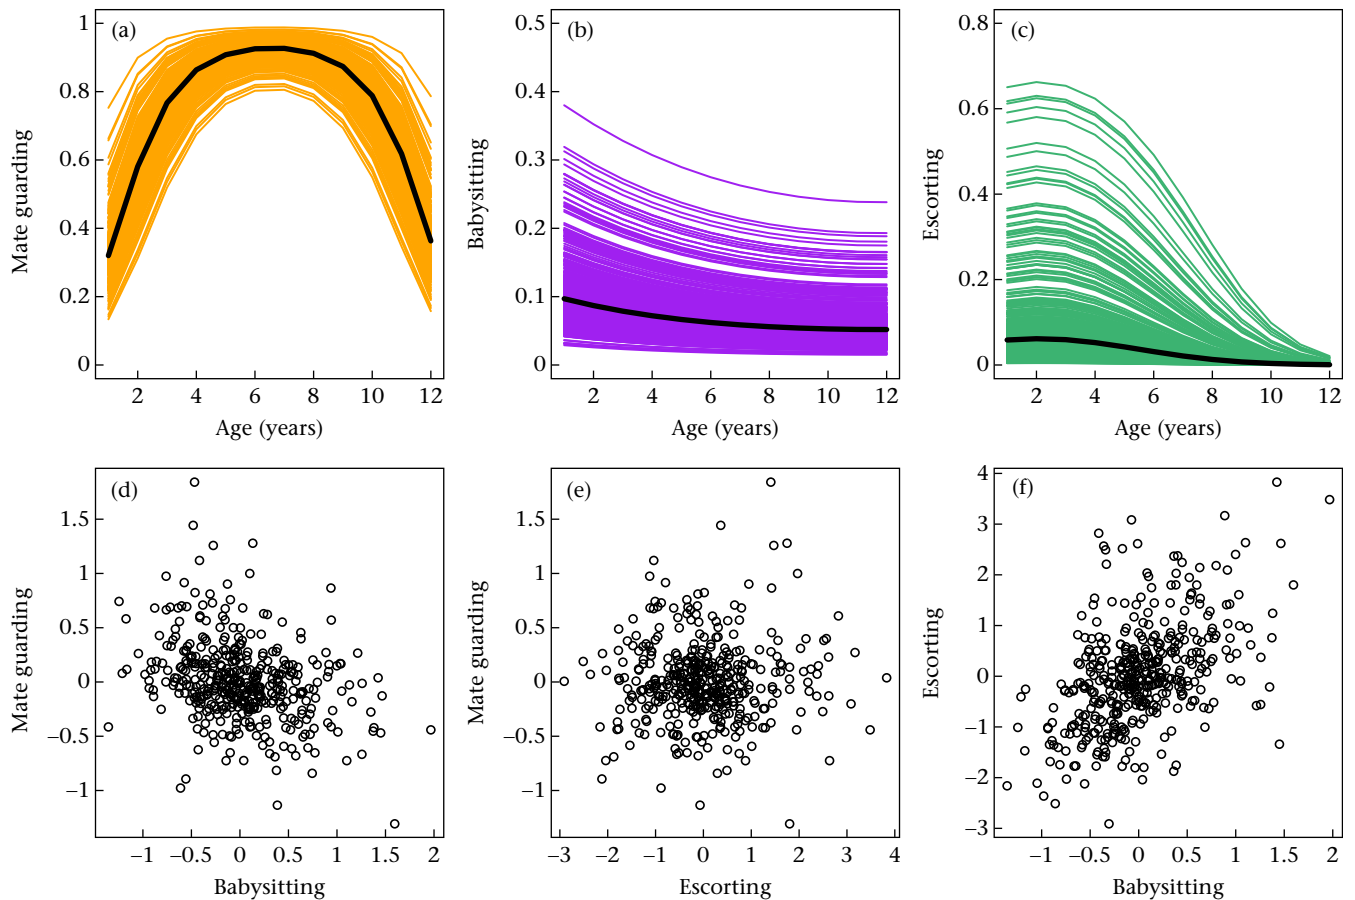 (a)
1
0.8
0.6
0.4
0.2
0
Mate guarding
2 4 6 8 10 12
Age (years)
(b)
0.5
0.4
0.3
0.2
0.1
0
Babysitting
2 4 6 8 10 12
Age (years)
(c)
0.8
0.6
0.4
0.2
0
Escorting
2 4 6 8 10 12
Age (years)
(d)
1.5
1
0.5
0
−0.5
−1
Mate guarding
−1 −0.5 0 0.5 1 1.5 2
Babysitting
(e)
1.5
1
0.5
0
−0.5
−1
Mate guarding
−3 −2 −1 0 1 2 3 4
Escorting
(f)
4
3
2
1
0
−1
−2
−3
Escorting
−1 −0.5 0 0.5 1 1.5 2
Babysitting